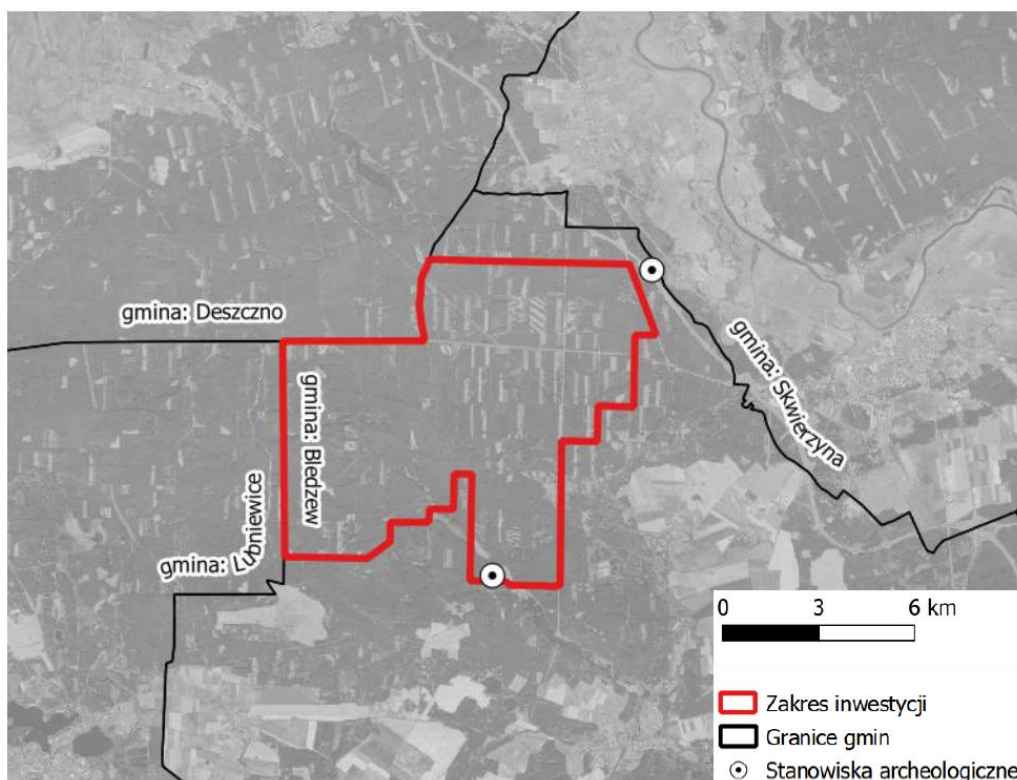 gmina: Deszczno
gmina: Bledzew
gmina: Lubniewice
gmina: Skwierzyna
0 3 6 km
Zakres inwestycji
Granice gmin
Stanowiska archeologiczne